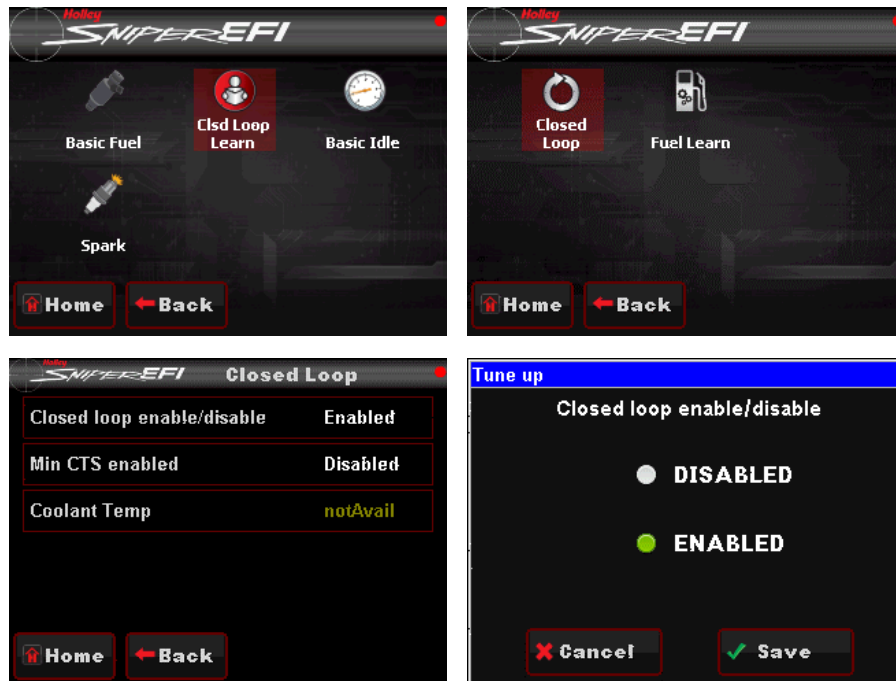 Holley
SNIPER EFI
Basic Fuel
Clsd Loop
Learn
Basic Idle
Spark
Home
Back
Holley
SNIPER EFI
Closed
Loop
Fuel Learn
Home
Back
Holley
SNIPER EFI Closed Loop
Closed loop enable/disable Enabled
Min CTS enabled Disabled
Coolant Temp notAvail
Home
Back
Tune up
Closed loop enable/disable
DISABLED
ENABLED
Cancel
Save